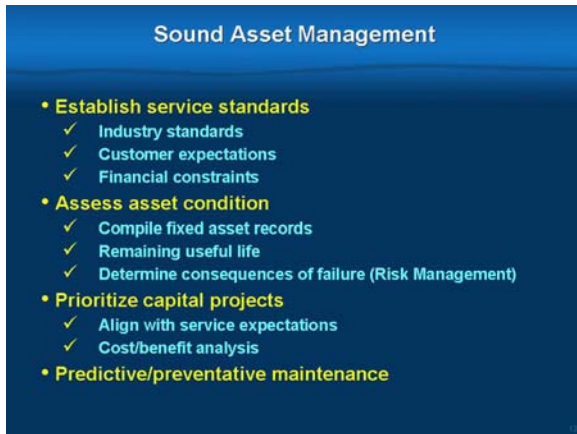 Sound Asset Management
• Establish service standards
✓ Industry standards
✓ Customer expectations
✓ Financial constraints
• Assess asset condition
✓ Compile fixed asset records
✓ Remaining useful life
✓ Determine consequences of failure (Risk Management)
• Prioritize capital projects
✓ Align with service expectations
✓ Cost/benefit analysis
• Predictive/preventative maintenance